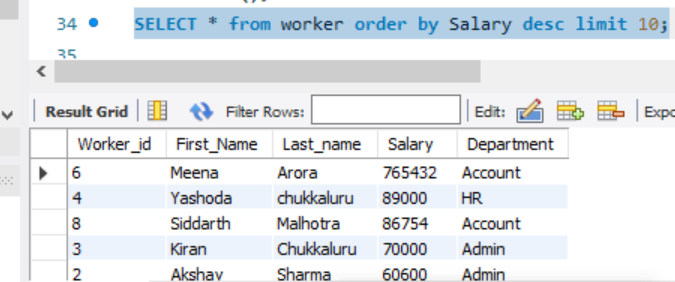 34 SELECT * from worker order by Salary desc limit 10;
35
Result Grid Filter Rows: Edit:
Worker_id First_Name Last_name Salary Department
6 Meena Arora 765432 Account
4 Yashoda chukkaluru 89000 HR
8 Siddarth Malhotra 86754 Account
3 Kiran Chukkaluru 70000 Admin
2 Akshay Sharma 60600 Admin